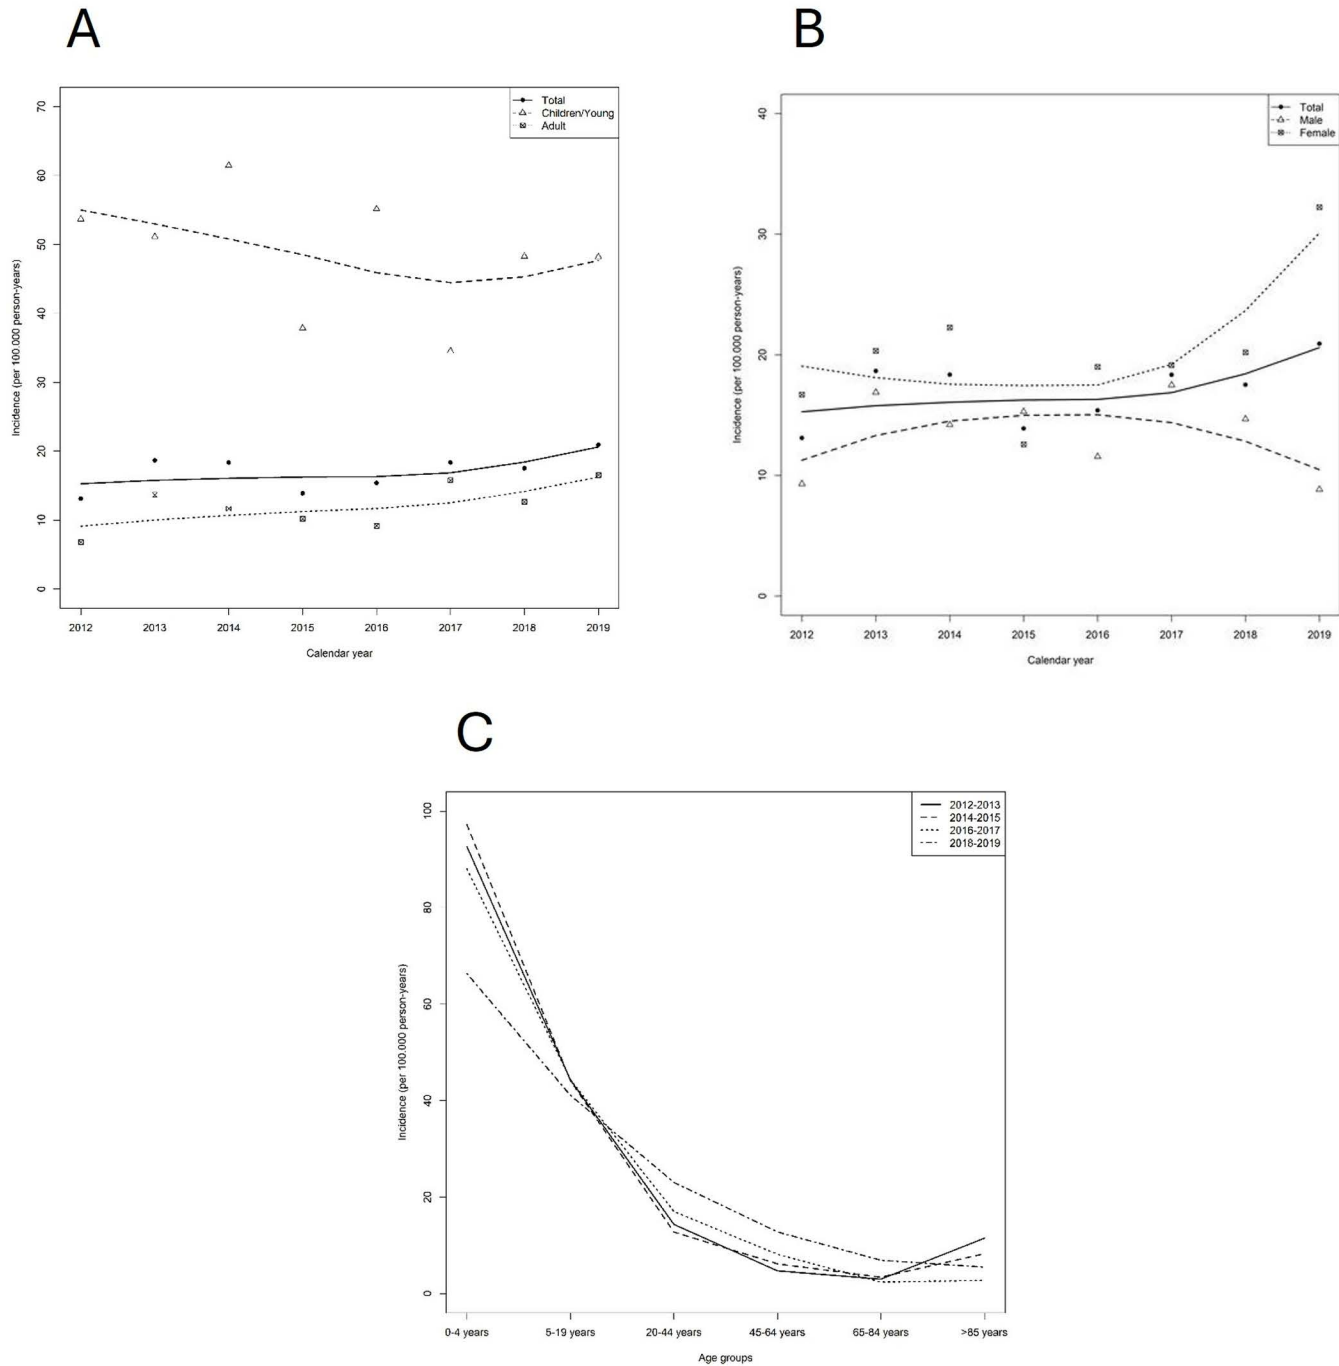 A
Total
Children/Young
Adult
Incidence (per 100.000 person-years)
70
60
50
40
30
20
10
0
2012 2013 2014 2015 2016 2017 2018 2019
Calendar year
B
Total
Male
Female
Incidence (per 100.000 person-years)
40
30
20
10
0
2012 2013 2014 2015 2016 2017 2018 2019
Calendar year
C
2012-2013
2014-2015
2016-2017
2018-2019
Incidence (per 100.000 person-years)
100
80
60
40
20
0
0-4 years 5-19 years 20-44 years 45-64 years 65-84 years >85 years
Age groups